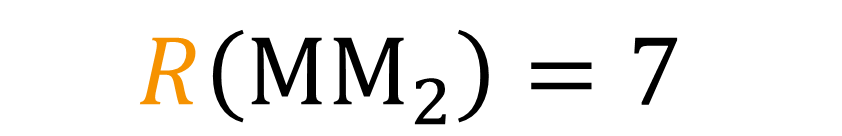 R(MM₂) = 7